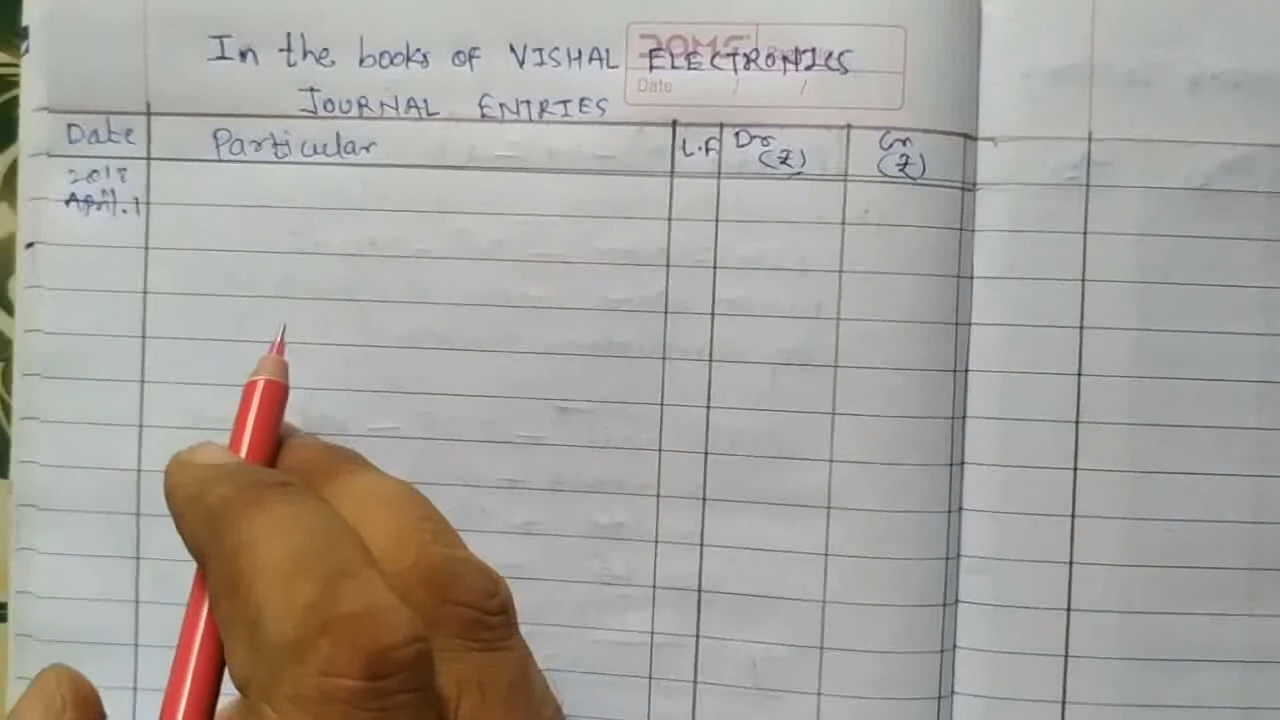 In the books of VISHAL ELECTRONICS
Date / /
JOURNAL ENTRIES
Date Particular L.F Dr (₹) Cr (₹)
2018
April.1